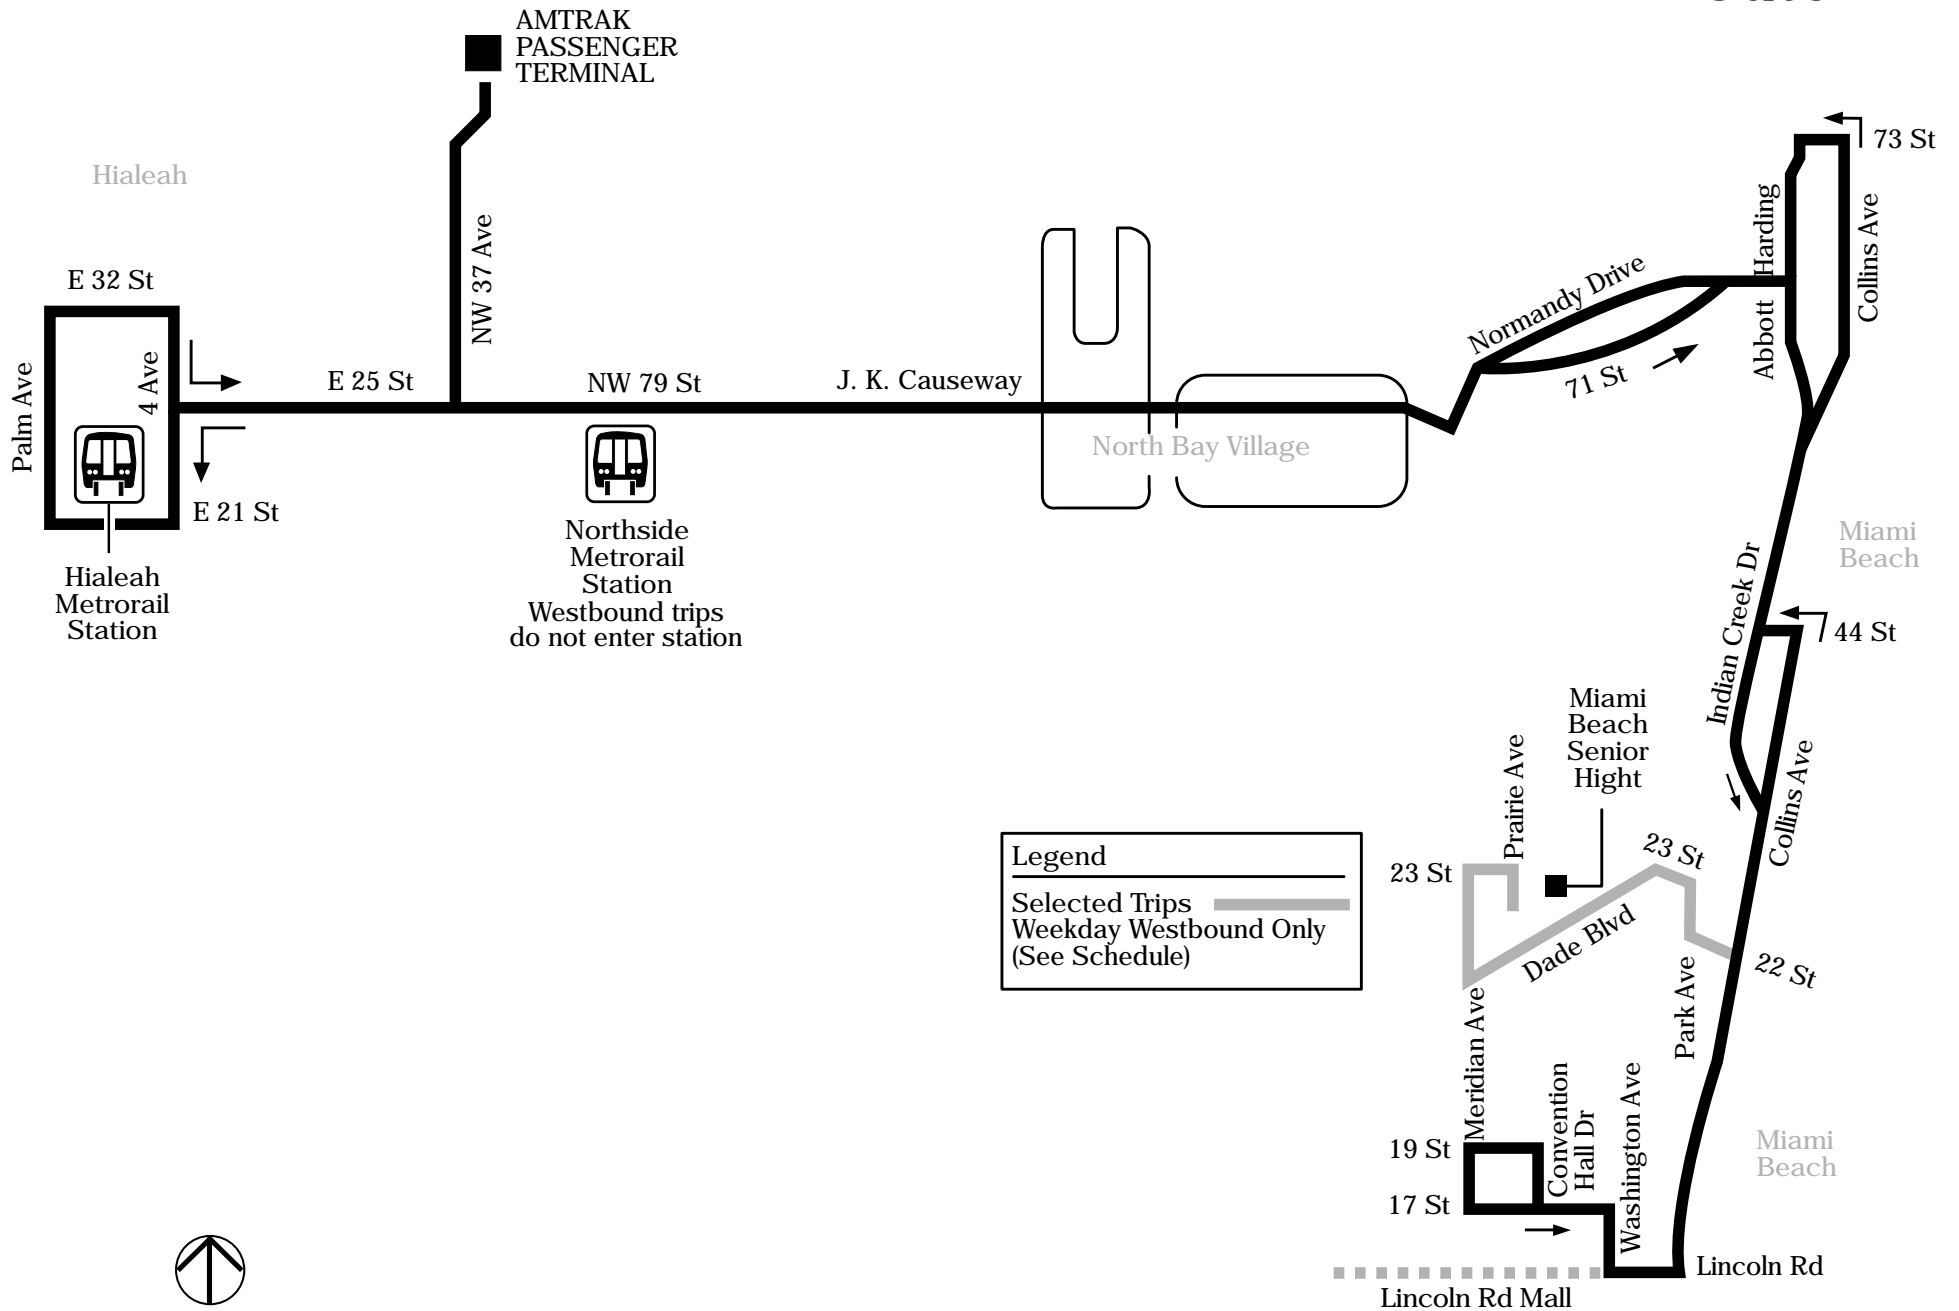 AMTRAK
PASSENGER
TERMINAL
73 St
Hialeah
Harding
Collins Ave
NW 37 Ave
E 32 St
Normandy Drive
Abbott
Palm Ave
4 Ave
E 25 St
NW 79 St
J. K. Causeway
71 St
North Bay Village
E 21 St
Northside
Metrorail
Station
Westbound trips
do not enter station
Hialeah
Metrorail
Station
Miami
Beach
Indian Creek Dr
44 St
Miami
Beach
Senior
Hight
Prairie Ave
Collins Ave
Legend
Selected Trips
Weekday Westbound Only
(See Schedule)
23 St
23 St
Dade Blvd
22 St
Park Ave
Meridian Ave
Convention
Hall Dr
Washington Ave
19 St
17 St
Miami
Beach
Lincoln Rd
Lincoln Rd Mall